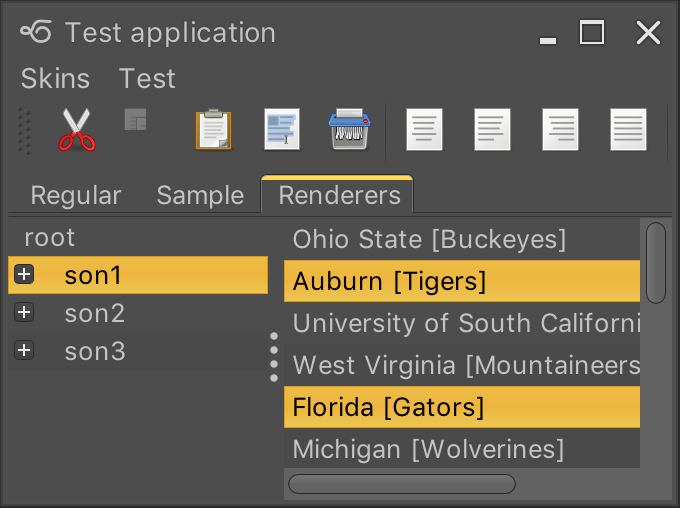 Test application
Skins Test
Regular Sample Renderers
root
son1
son2
son3
Ohio State [Buckeyes]
Auburn [Tigers]
University of South Californi
West Virginia [Mountaineers
Florida [Gators]
Michigan [Wolverines]